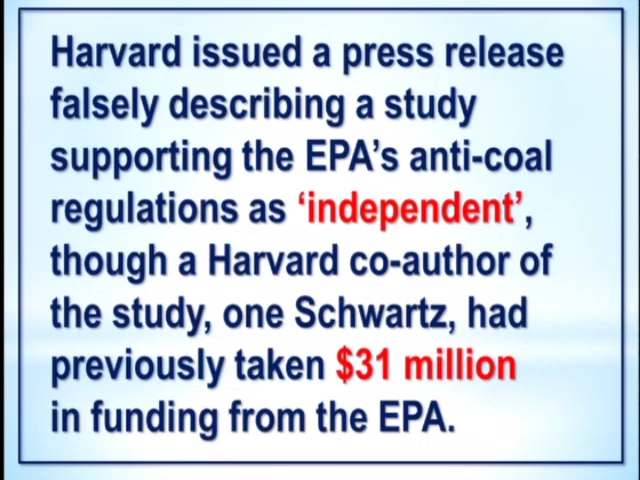 Harvard issued a press release
falsely describing a study
supporting the EPA’s anti-coal
regulations as ‘independent’,
though a Harvard co-author of
the study, one Schwartz, had
previously taken $31 million
in funding from the EPA.